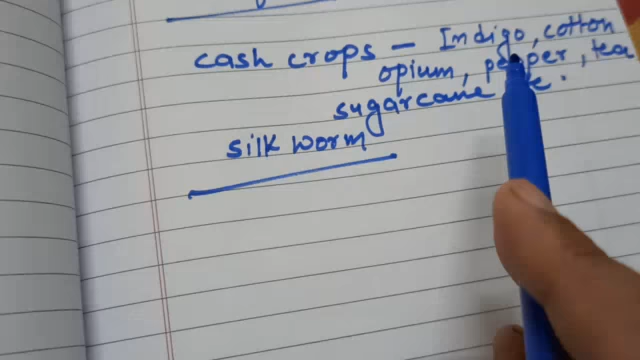 cash crops – Indigo, cotton
opium, pepper, tea
sugarcane
silk worm